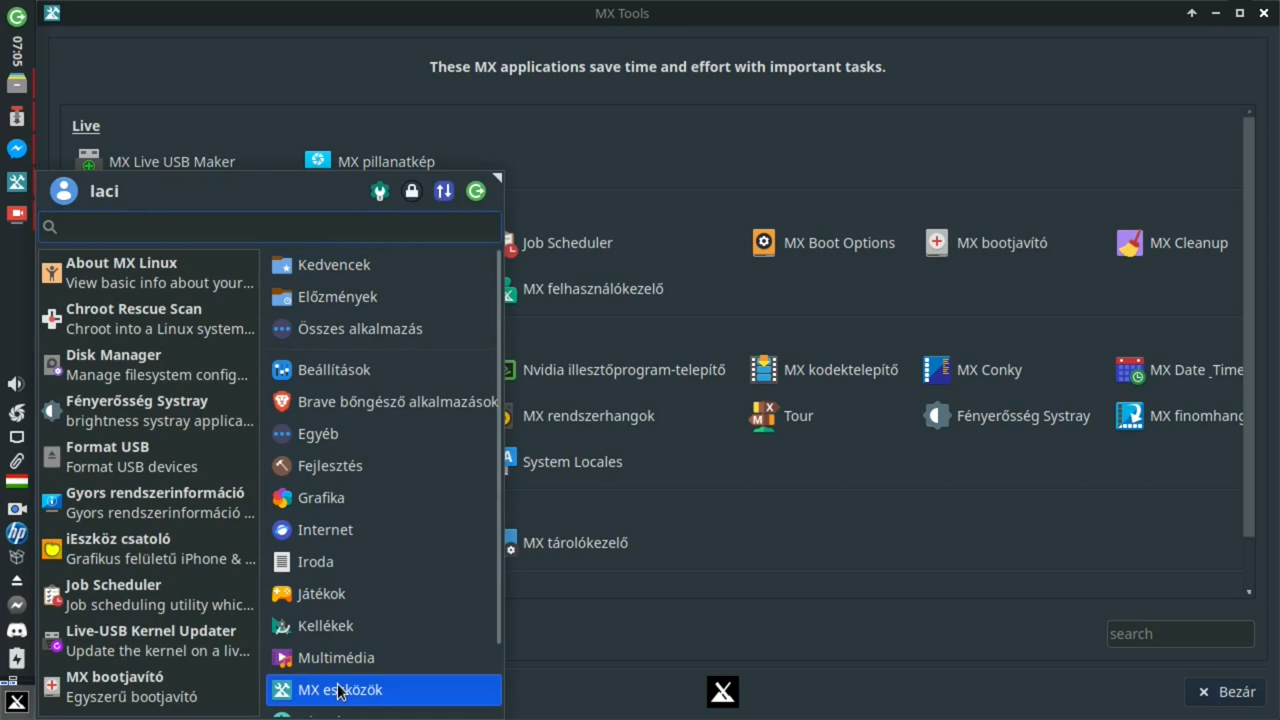 MX Tools
07:05
These MX applications save time and effort with important tasks.
Live
MX Live USB Maker
MX pillanatkép
laci
Job Scheduler
MX Boot Options
MX bootjavító
MX Cleanup
MX felhasználókezelő
Nvidia illesztőprogram-telepítő
MX kodektelepítő
MX Conky
MX Date _Time
MX rendszerhangok
Tour
Fényerősség Systray
MX finomhang
System Locales
MX tárolókezelő
search
Bezár
About MX Linux
View basic info about your...
Chroot Rescue Scan
Chroot into a Linux system...
Disk Manager
Manage filesystem config...
Fényerősség Systray
brightness systray applica...
Format USB
Format USB devices
Gyors rendszerinformáció
Gyors rendszerinformáció ...
iEszköz csatoló
Grafikus felületű iPhone & ...
Job Scheduler
Job scheduling utility whic...
Live-USB Kernel Updater
Update the kernel on a liv...
MX bootjavító
Egyszerű bootjavító
Kedvencek
Előzmények
Összes alkalmazás
Beállítások
Brave böngésző alkalmazások
Egyéb
Fejlesztés
Grafika
Internet
Iroda
Játékok
Kellékek
Multimédia
MX eszközök
hp